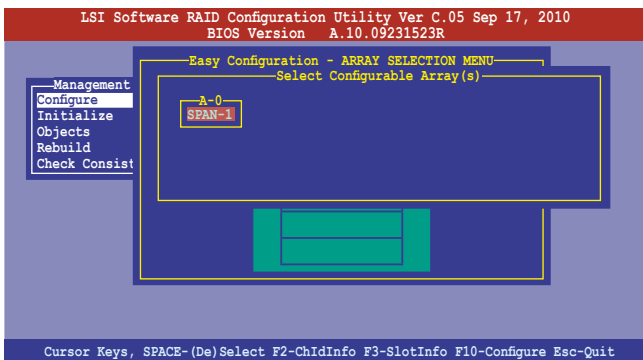 LSI Software RAID Configuration Utility Ver C.05 Sep 17, 2010
BIOS Version A.10.09231523R
Easy Configuration - ARRAY SELECTION MENU
Select Configurable Array(s)
Management
Configure
Initialize
Objects
Rebuild
Check Consist
A-0
SPAN-1
Cursor Keys, SPACE-(De)Select F2-ChIdInfo F3-SlotInfo F10-Configure Esc-Quit